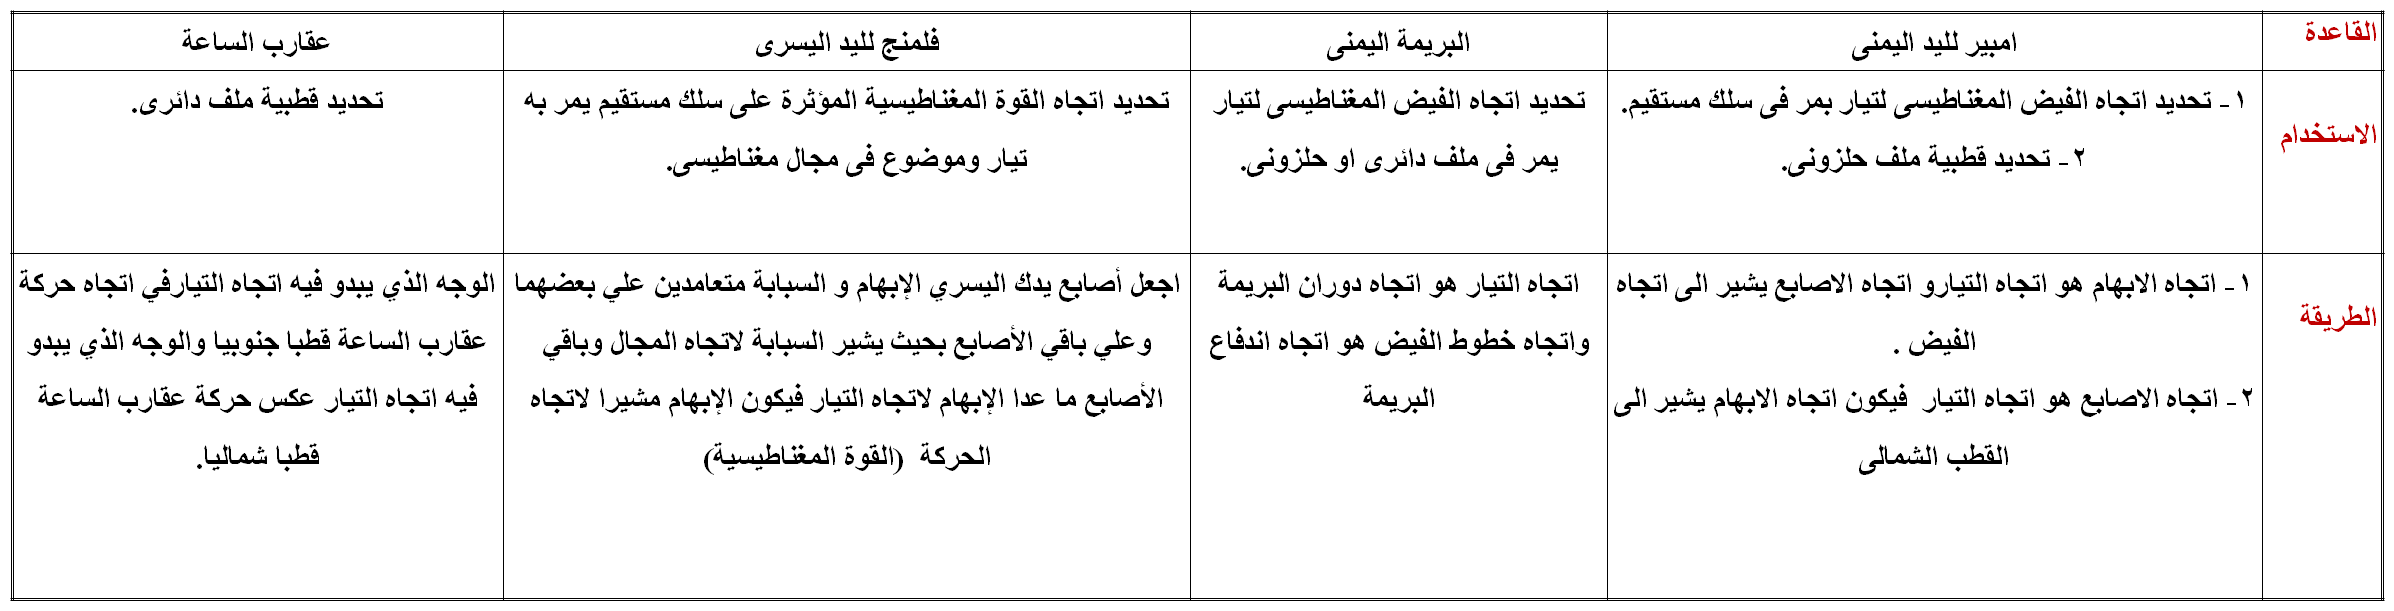 القاعدة
امبير لليد اليمنى
البريمة اليمنى
فلمنج لليد اليسرى
عقارب الساعة
الاستخدام
١- تحديد اتجاه الفيض المغناطيسى لتيار بمر فى سلك مستقيم.
٢- تحديد قطبية ملف حلزونى.
تحديد اتجاه الفيض المغناطيسى لتيار
يمر فى ملف دائرى او حلزونى.
تحديد اتجاه القوة المغناطيسية المؤثرة على سلك مستقيم يمر به
تيار وموضوع فى مجال مغناطيسى.
تحديد قطبية ملف دائرى.
الطريقة
١- اتجاه الابهام هو اتجاه التيارو اتجاه الاصابع يشير الى اتجاه
الفيض .
٢- اتجاه الاصابع هو اتجاه التيار فيكون اتجاه الابهام يشير الى
القطب الشمالى
اتجاه التيار هو اتجاه دوران البريمة
واتجاه خطوط الفيض هو اتجاه اندفاع
البريمة
اجعل أصابع يدك اليسري الإبهام و السبابة متعامدين علي بعضهما
وعلي باقي الأصابع بحيث يشير السبابة لاتجاه المجال وباقي
الأصابع ما عدا الإبهام لاتجاه التيار فيكون الإبهام مشيرا لاتجاه
الحركة (القوة المغناطيسية)
الوجه الذي يبدو فيه اتجاه التيارفي اتجاه حركة
عقارب الساعة قطبا جنوبيا والوجه الذي يبدو
فيه اتجاه التيار عكس حركة عقارب الساعة
قطبا شماليا.